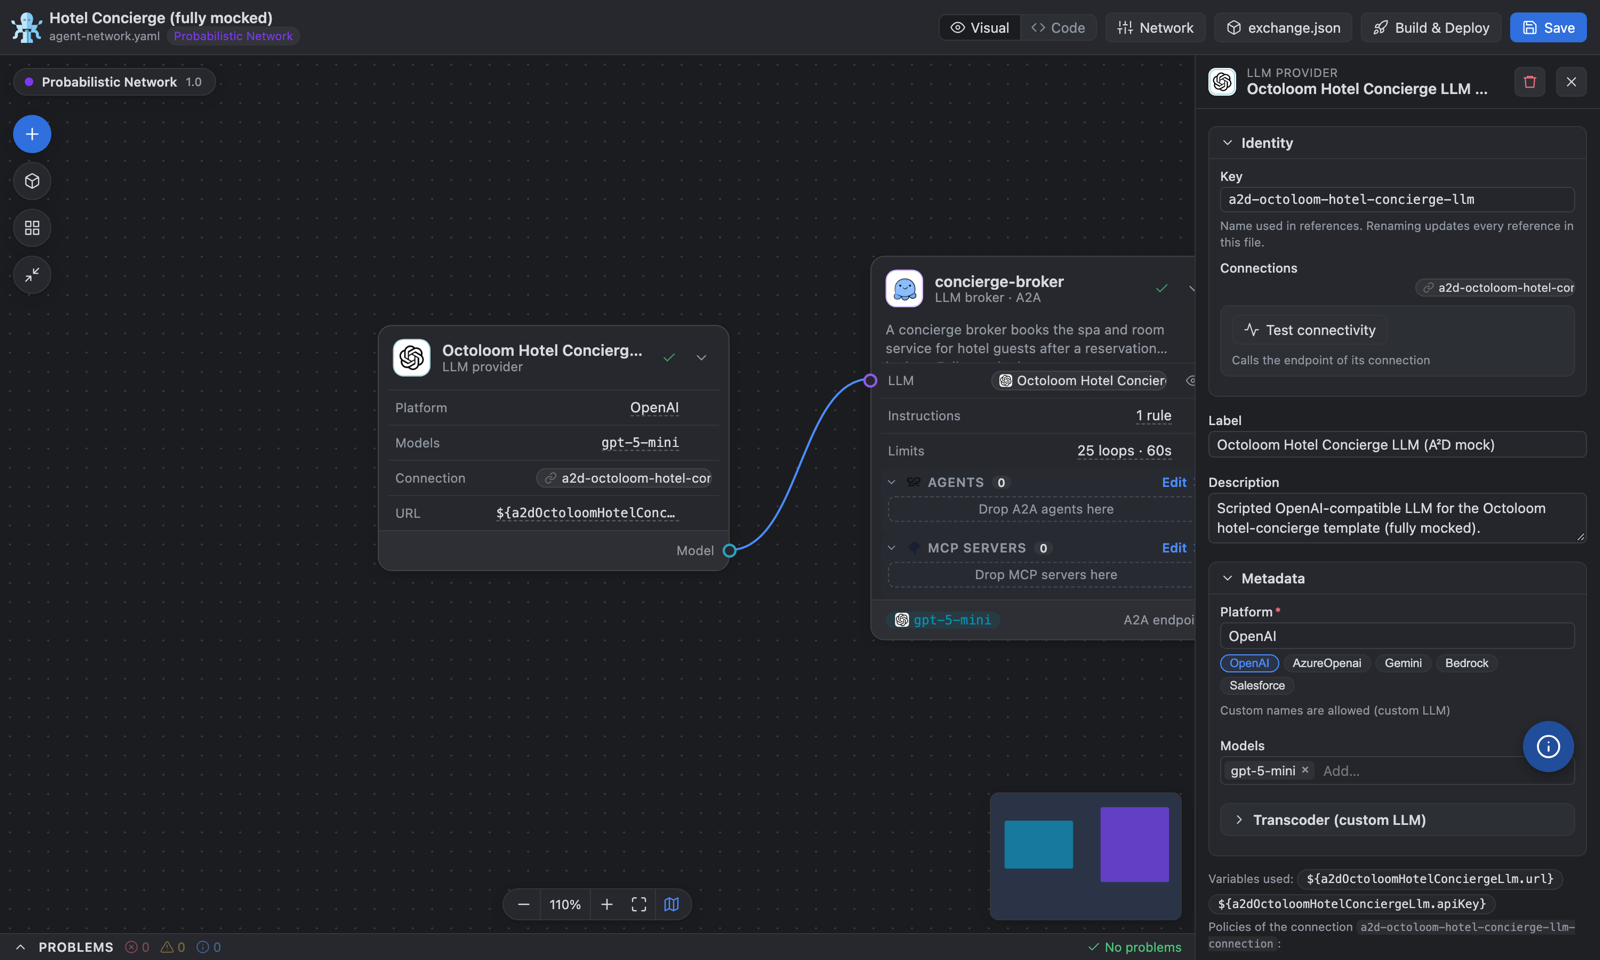 Hotel Concierge (fully mocked)
agent-network.yaml Probabilistic Network
Visual
Code
Network
exchange.json
Build & Deploy
Save
Probabilistic Network 1.0
Octoloom Hotel Concierg...
LLM provider
Platform OpenAI
Models gpt-5-mini
Connection a2d-octoloom-hotel-cor
URL ${a2dOctoloomHotelConc…
Model
concierge-broker
LLM broker · A2A
A concierge broker books the spa and room
service for hotel guests after a reservation...
LLM Octoloom Hotel Concier
Instructions 1 rule
Limits 25 loops · 60s
AGENTS 0 Edit
Drop A2A agents here
MCP SERVERS 0 Edit
Drop MCP servers here
gpt-5-mini A2A endpoi
110%
PROBLEMS 0 0 0
No problems
LLM PROVIDER
Octoloom Hotel Concierge LLM ...
Identity
Key
a2d-octoloom-hotel-concierge-llm
Name used in references. Renaming updates every reference in
this file.
Connections
a2d-octoloom-hotel-cor
Test connectivity
Calls the endpoint of its connection
Label
Octoloom Hotel Concierge LLM (A²D mock)
Description
Scripted OpenAI-compatible LLM for the Octoloom
hotel-concierge template (fully mocked).
Metadata
Platform*
OpenAI
OpenAI AzureOpenai Gemini Bedrock
Salesforce
Custom names are allowed (custom LLM)
Models
gpt-5-mini × Add...
Transcoder (custom LLM)
Variables used: ${a2dOctoloomHotelConciergeLlm.url}
${a2dOctoloomHotelConciergeLlm.apiKey}
Policies of the connection a2d-octoloom-hotel-concierge-llm-
connection :